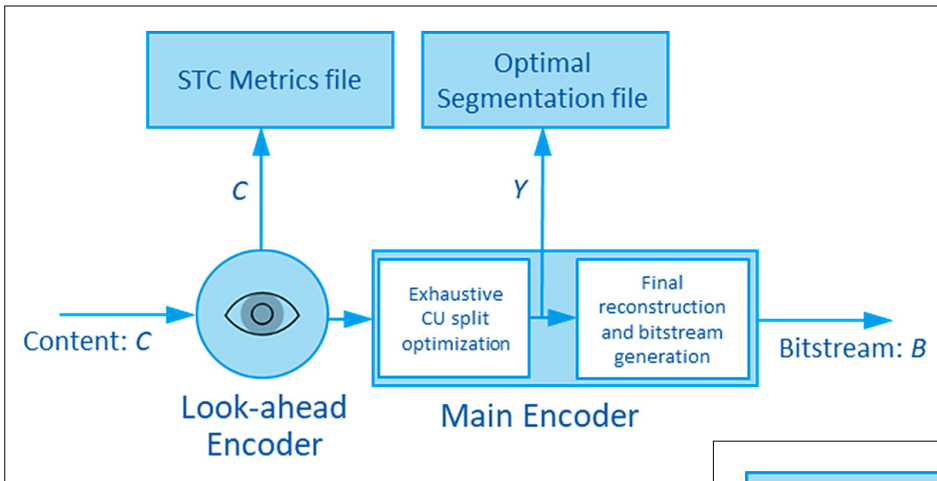 STC Metrics file
Optimal
Segmentation file
C
Y
Exhaustive
CU split
optimization
Final
reconstruction
and bitstream
generation
Content: C
Bitstream: B
Look-ahead
Encoder
Main Encoder